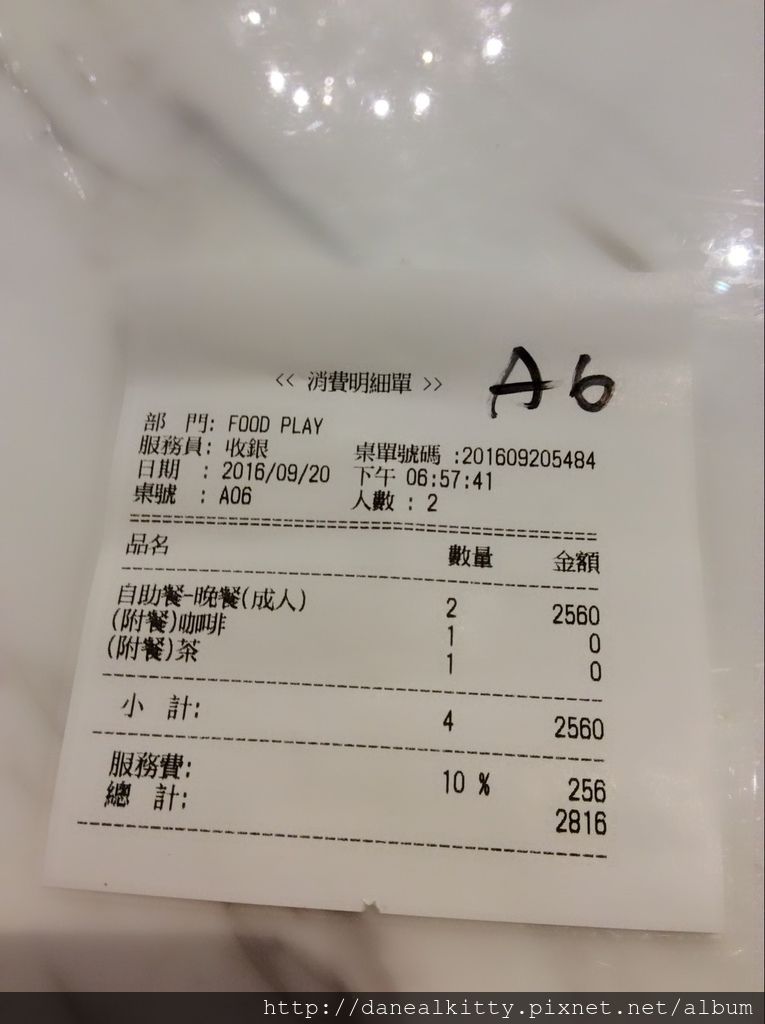 << 消費明細單 >> A6
部 門: FOOD PLAY
服務員: 收銀 桌單號碼 :201609205484
日期 : 2016/09/20 下午 06:57:41
桌號 : A06 人數 : 2
品名 數量 金額
自助餐-晚餐(成人) 2 2560
(附餐)咖啡 1 0
(附餐)茶 1 0
小 計: 4 2560
服務費: 10 % 256
總 計: 2816
http://danealkitty.pixnet.net/album